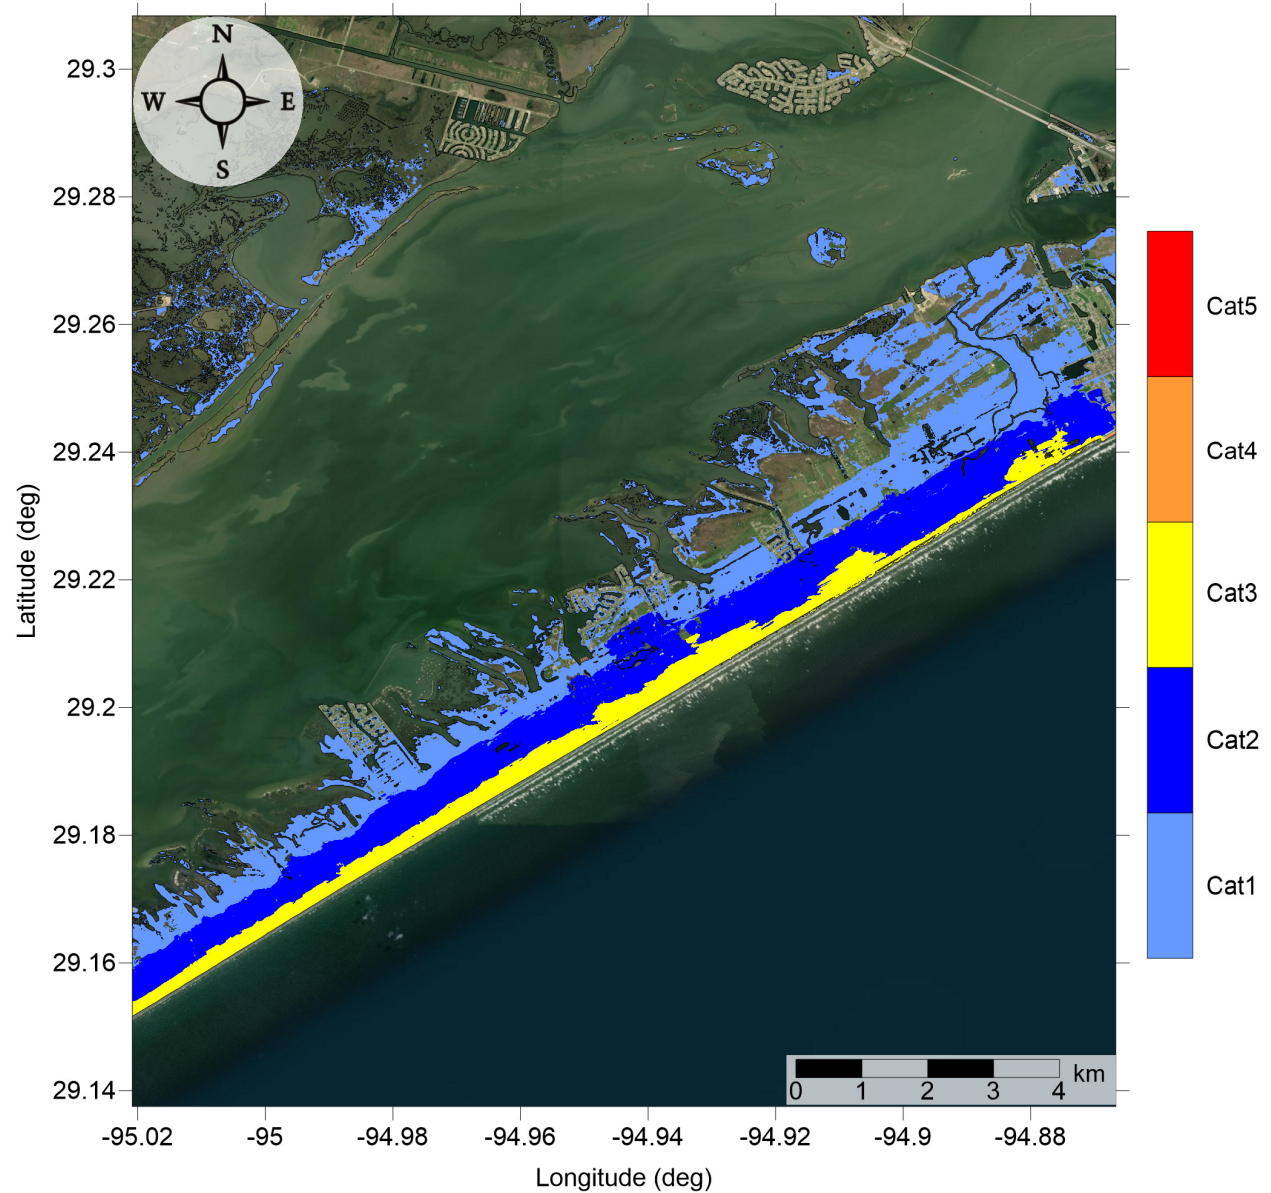 N
W E
S
29.3
29.28
29.26
29.24
29.22
29.2
29.18
29.16
29.14
Latitude (deg)
-95.02 -95 -94.98 -94.96 -94.94 -94.92 -94.9 -94.88
Longitude (deg)
0 1 2 3 4 km
Cat5
Cat4
Cat3
Cat2
Cat1